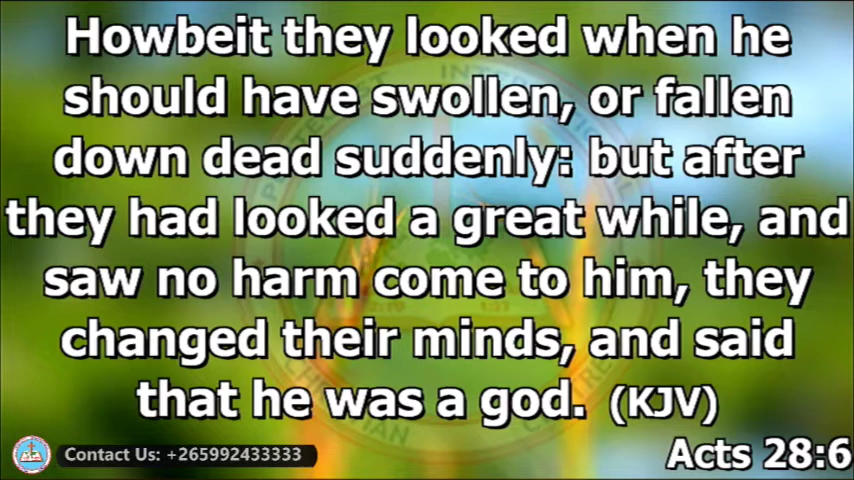 Howbeit they looked when he
should have swollen, or fallen
down dead suddenly: but after
they had looked a great while, and
saw no harm come to him, they
changed their minds, and said
that he was a god. (KJV)
Acts 28:6
Contact Us: +265992433333